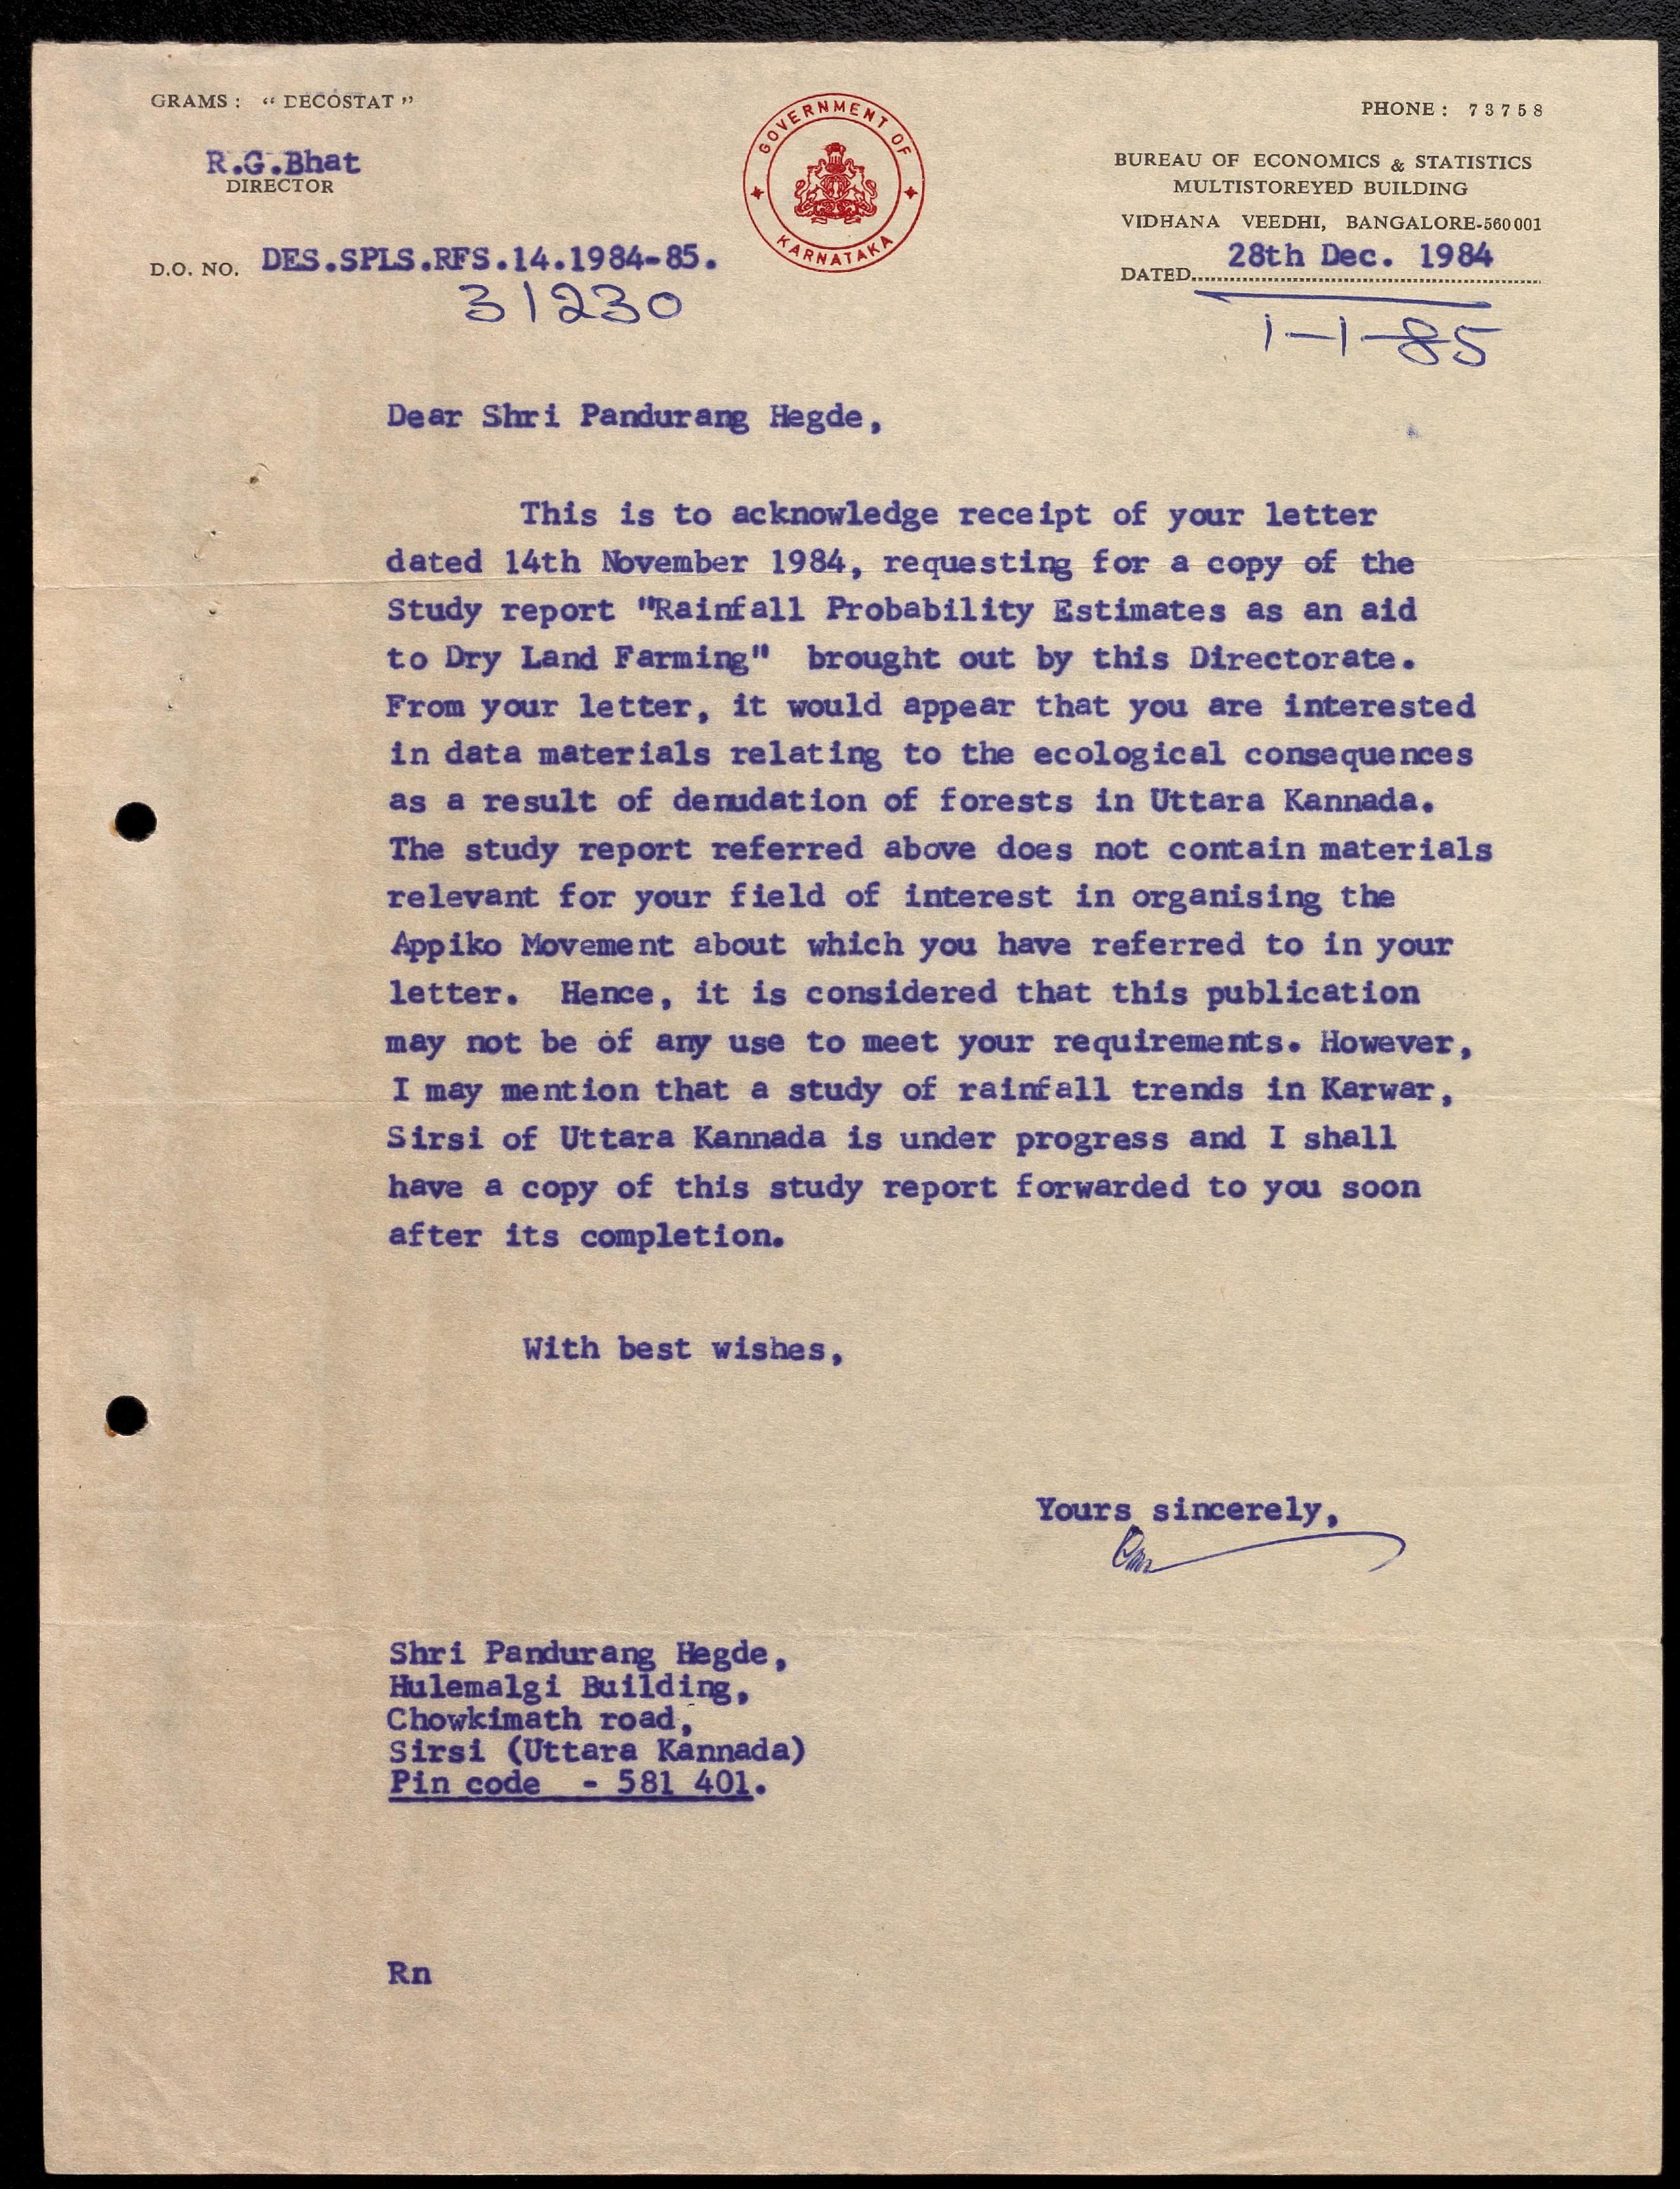 GRAMS : “ DECOSTAT ”
PHONE : 73758
GOVERNMENT OF
KARNATAKA
R.G.Bhat
DIRECTOR
BUREAU OF ECONOMICS & STATISTICS
MULTISTOREYED BUILDING
VIDHANA VEEDHI, BANGALORE-560 001
D.O. NO. DES.SPLS.RFS.14.1984-85.
31230
DATED 28th Dec. 1984
1-1-85
Dear Shri Pandurang Hegde,
This is to acknowledge receipt of your letter
dated 14th November 1984, requesting for a copy of the
Study report "Rainfall Probability Estimates as an aid
to Dry Land Farming" brought out by this Directorate.
From your letter, it would appear that you are interested
in data materials relating to the ecological consequences
as a result of denudation of forests in Uttara Kannada.
The study report referred above does not contain materials
relevant for your field of interest in organising the
Appiko Movement about which you have referred to in your
letter. Hence, it is considered that this publication
may not be of any use to meet your requirements. However,
I may mention that a study of rainfall trends in Karwar,
Sirsi of Uttara Kannada is under progress and I shall
have a copy of this study report forwarded to you soon
after its completion.
With best wishes,
Yours sincerely,
Shri Pandurang Hegde,
Hulemalgi Building,
Chowkimath road,
Sirsi (Uttara Kannada)
Pin code - 581 401.
Rn